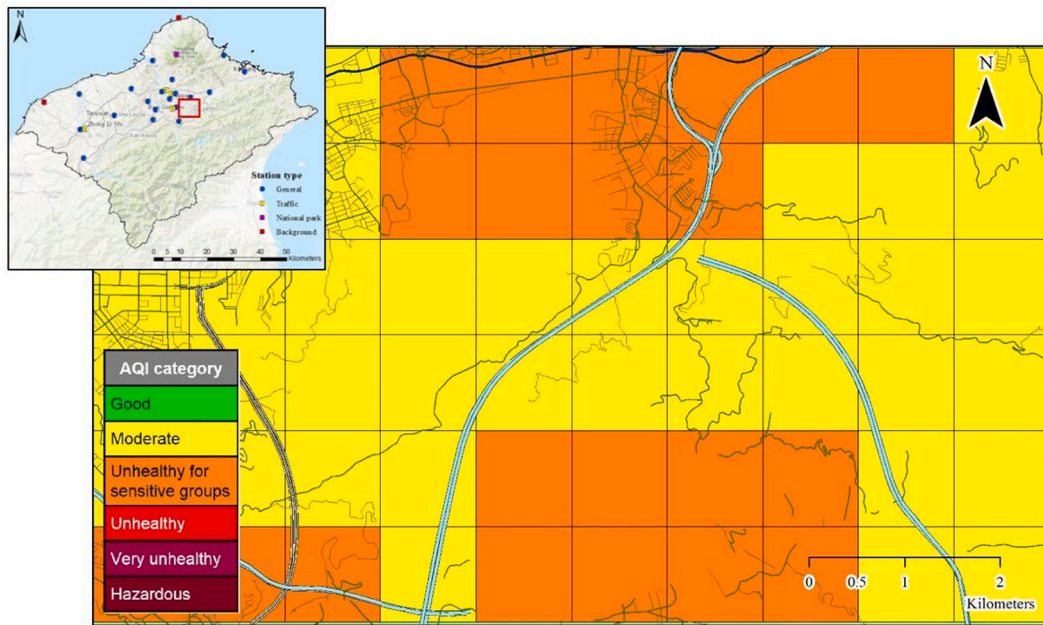 N
Station type
General
Traffic
National park
Background
0 5 10 20 30 40 50
Kilometers
N
AQI category
Good
Moderate
Unhealthy for
sensitive groups
Unhealthy
Very unhealthy
Hazardous
0 0.5 1 2
Kilometers